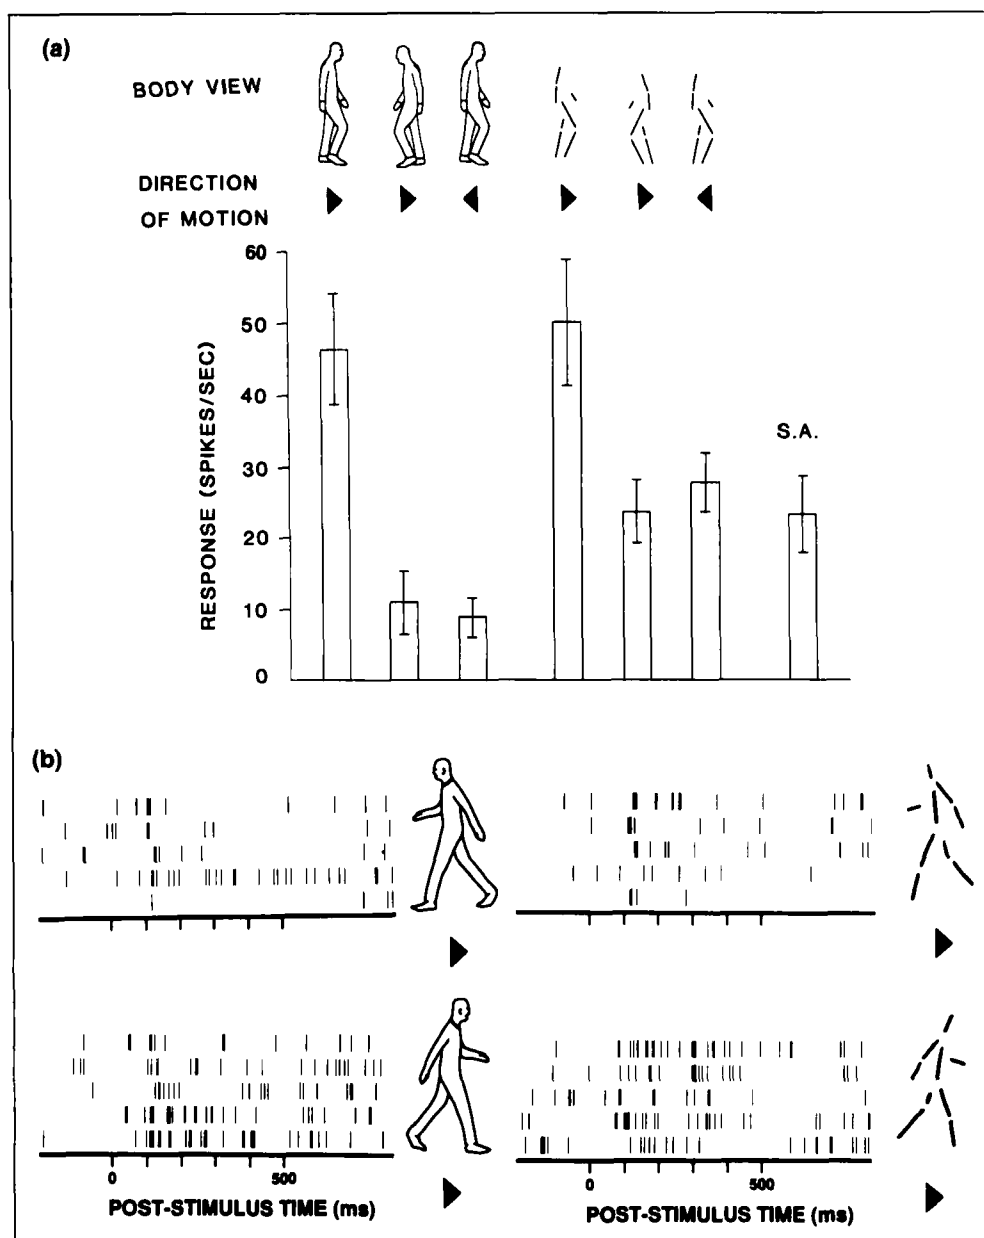 (a)
BODY VIEW
DIRECTION
OF MOTION
60
50
40
30
20
10
0
RESPONSE (SPIKES/SEC)
S.A.
(b)
0 500
POST-STIMULUS TIME (ms)
0 500
POST-STIMULUS TIME (ms)